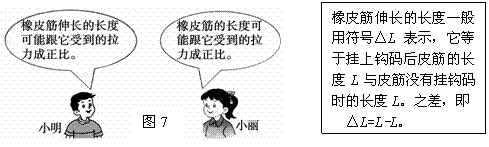 橡皮筋伸长的长度
可能跟它受到的拉
力成正比。
橡皮筋的长度可
能跟它受到的拉
力成正比。
小明
图 7
小丽
橡皮筋伸长的长度一般
用符号△L 表示，它等
于挂上钩码后皮筋的长
度 L 与皮筋没有挂钩码
时的长度 L。之差，即
△L=L-L。